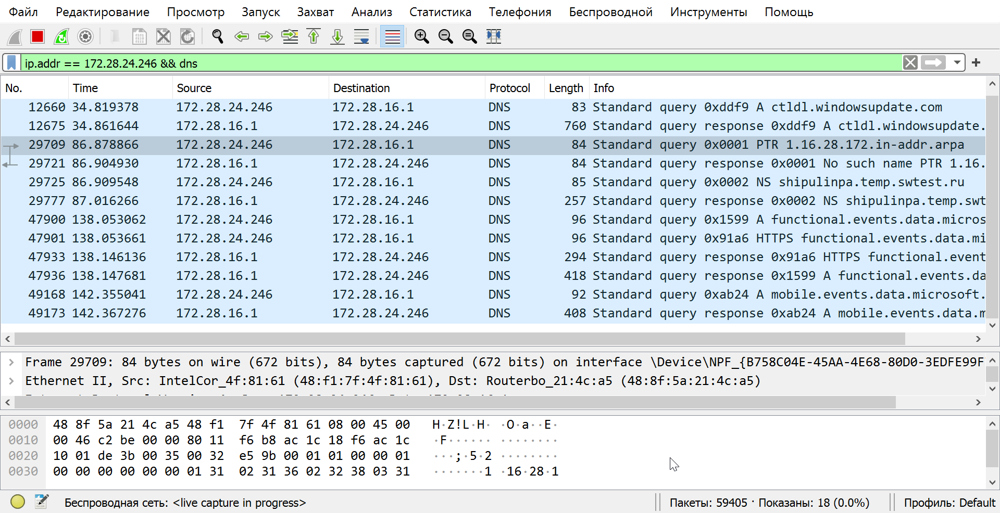 Файл Редактирование Просмотр Запуск Захват Анализ Статистика Телефония Беспроводной Инструменты Помощь
ip.addr == 172.28.24.246 && dns
No. Time Source Destination Protocol Length Info
12660 34.819378 172.28.24.246 172.28.16.1 DNS 83 Standard query 0xddf9 A ctldl.windowsupdate.com
12675 34.861644 172.28.16.1 172.28.24.246 DNS 760 Standard query response 0xddf9 A ctldl.windowsupdate.
29709 86.878866 172.28.24.246 172.28.16.1 DNS 84 Standard query 0x0001 PTR 1.16.28.172.in-addr.arpa
29721 86.904930 172.28.16.1 172.28.24.246 DNS 84 Standard query response 0x0001 No such name PTR 1.16.
29725 86.909548 172.28.24.246 172.28.16.1 DNS 85 Standard query 0x0002 NS shipulinpa.temp.swtest.ru
29777 87.016266 172.28.16.1 172.28.24.246 DNS 257 Standard query response 0x0002 NS shipulinpa.temp.swt
47900 138.053062 172.28.24.246 172.28.16.1 DNS 96 Standard query 0x1599 A functional.events.data.micros
47901 138.053661 172.28.24.246 172.28.16.1 DNS 96 Standard query 0x91a6 HTTPS functional.events.data.mi
47933 138.146136 172.28.16.1 172.28.24.246 DNS 294 Standard query response 0x91a6 HTTPS functional.event
47936 138.147681 172.28.16.1 172.28.24.246 DNS 418 Standard query response 0x1599 A functional.events.da
49168 142.355041 172.28.24.246 172.28.16.1 DNS 92 Standard query 0xab24 A mobile.events.data.microsoft.
49173 142.367276 172.28.16.1 172.28.24.246 DNS 408 Standard query response 0xab24 A mobile.events.data.m
Frame 29709: 84 bytes on wire (672 bits), 84 bytes captured (672 bits) on interface \Device\NPF_{B758C04E-45AA-4E68-80D0-3EDFE99F
Ethernet II, Src: IntelCor_4f:81:61 (48:f1:7f:4f:81:61), Dst: Routerbo_21:4c:a5 (48:8f:5a:21:4c:a5)
0000 48 8f 5a 21 4c a5 48 f1 7f 4f 81 61 08 00 45 00 H·Z!L·H· ·O·a··E·
0010 00 46 c2 be 00 00 80 11 f6 b8 ac 1c 18 f6 ac 1c ·F······ ········
0020 10 01 de 3b 00 35 00 32 e5 9b 00 01 01 00 00 01 ···;·5·2 ········
0030 00 00 00 00 00 00 01 31 02 31 36 02 32 38 03 31 ·······1 ·16·28·1
Беспроводная сеть: <live capture in progress> Пакеты: 59405 · Показаны: 18 (0.0%) Профиль: Default